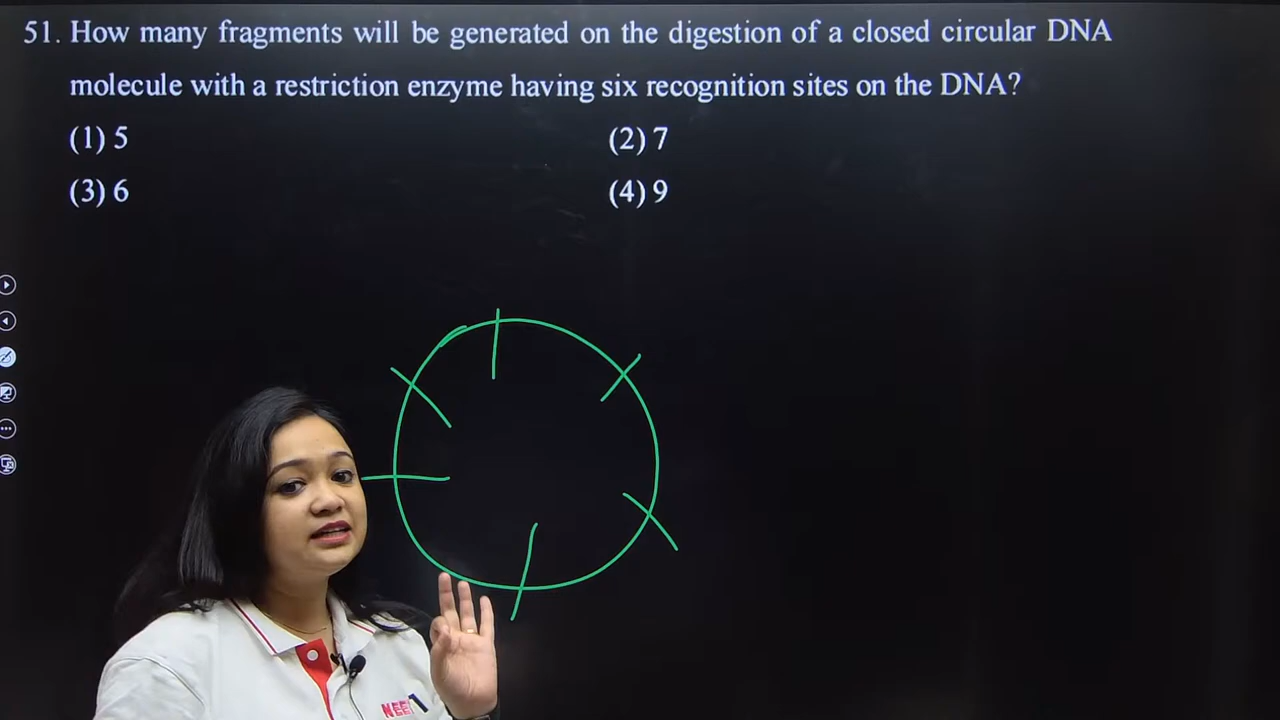 51. How many fragments will be generated on the digestion of a closed circular DNA
molecule with a restriction enzyme having six recognition sites on the DNA?
(1) 5
(2) 7
(3) 6
(4) 9
NEE